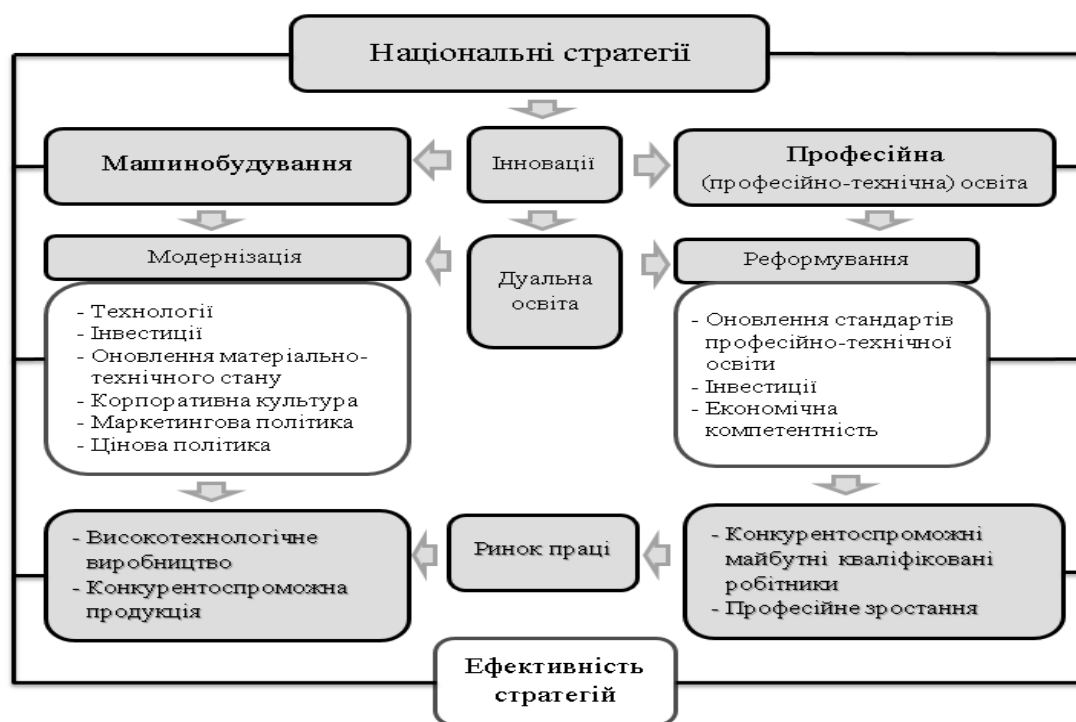 Національні стратегії
Машинобудування
Інновації
Професійна
(професійно-технічна) освіта
Модернізація
Дуальна
освіта
Реформування
- Технології
- Інвестиції
- Оновлення матеріально-
технічного стану
- Корпоративна культура
- Маркетингова політика
- Цінова політика
- Оновлення стандартів
професійно-технічної
освіти
- Інвестиції
- Економічна
компетентність
- Високотехнологічне
виробництво
- Конкурентоспроможна
продукція
Ринок праці
- Конкурентоспроможні
майбутні кваліфіковані
робітники
- Професійне зростання
Ефективність
стратегій